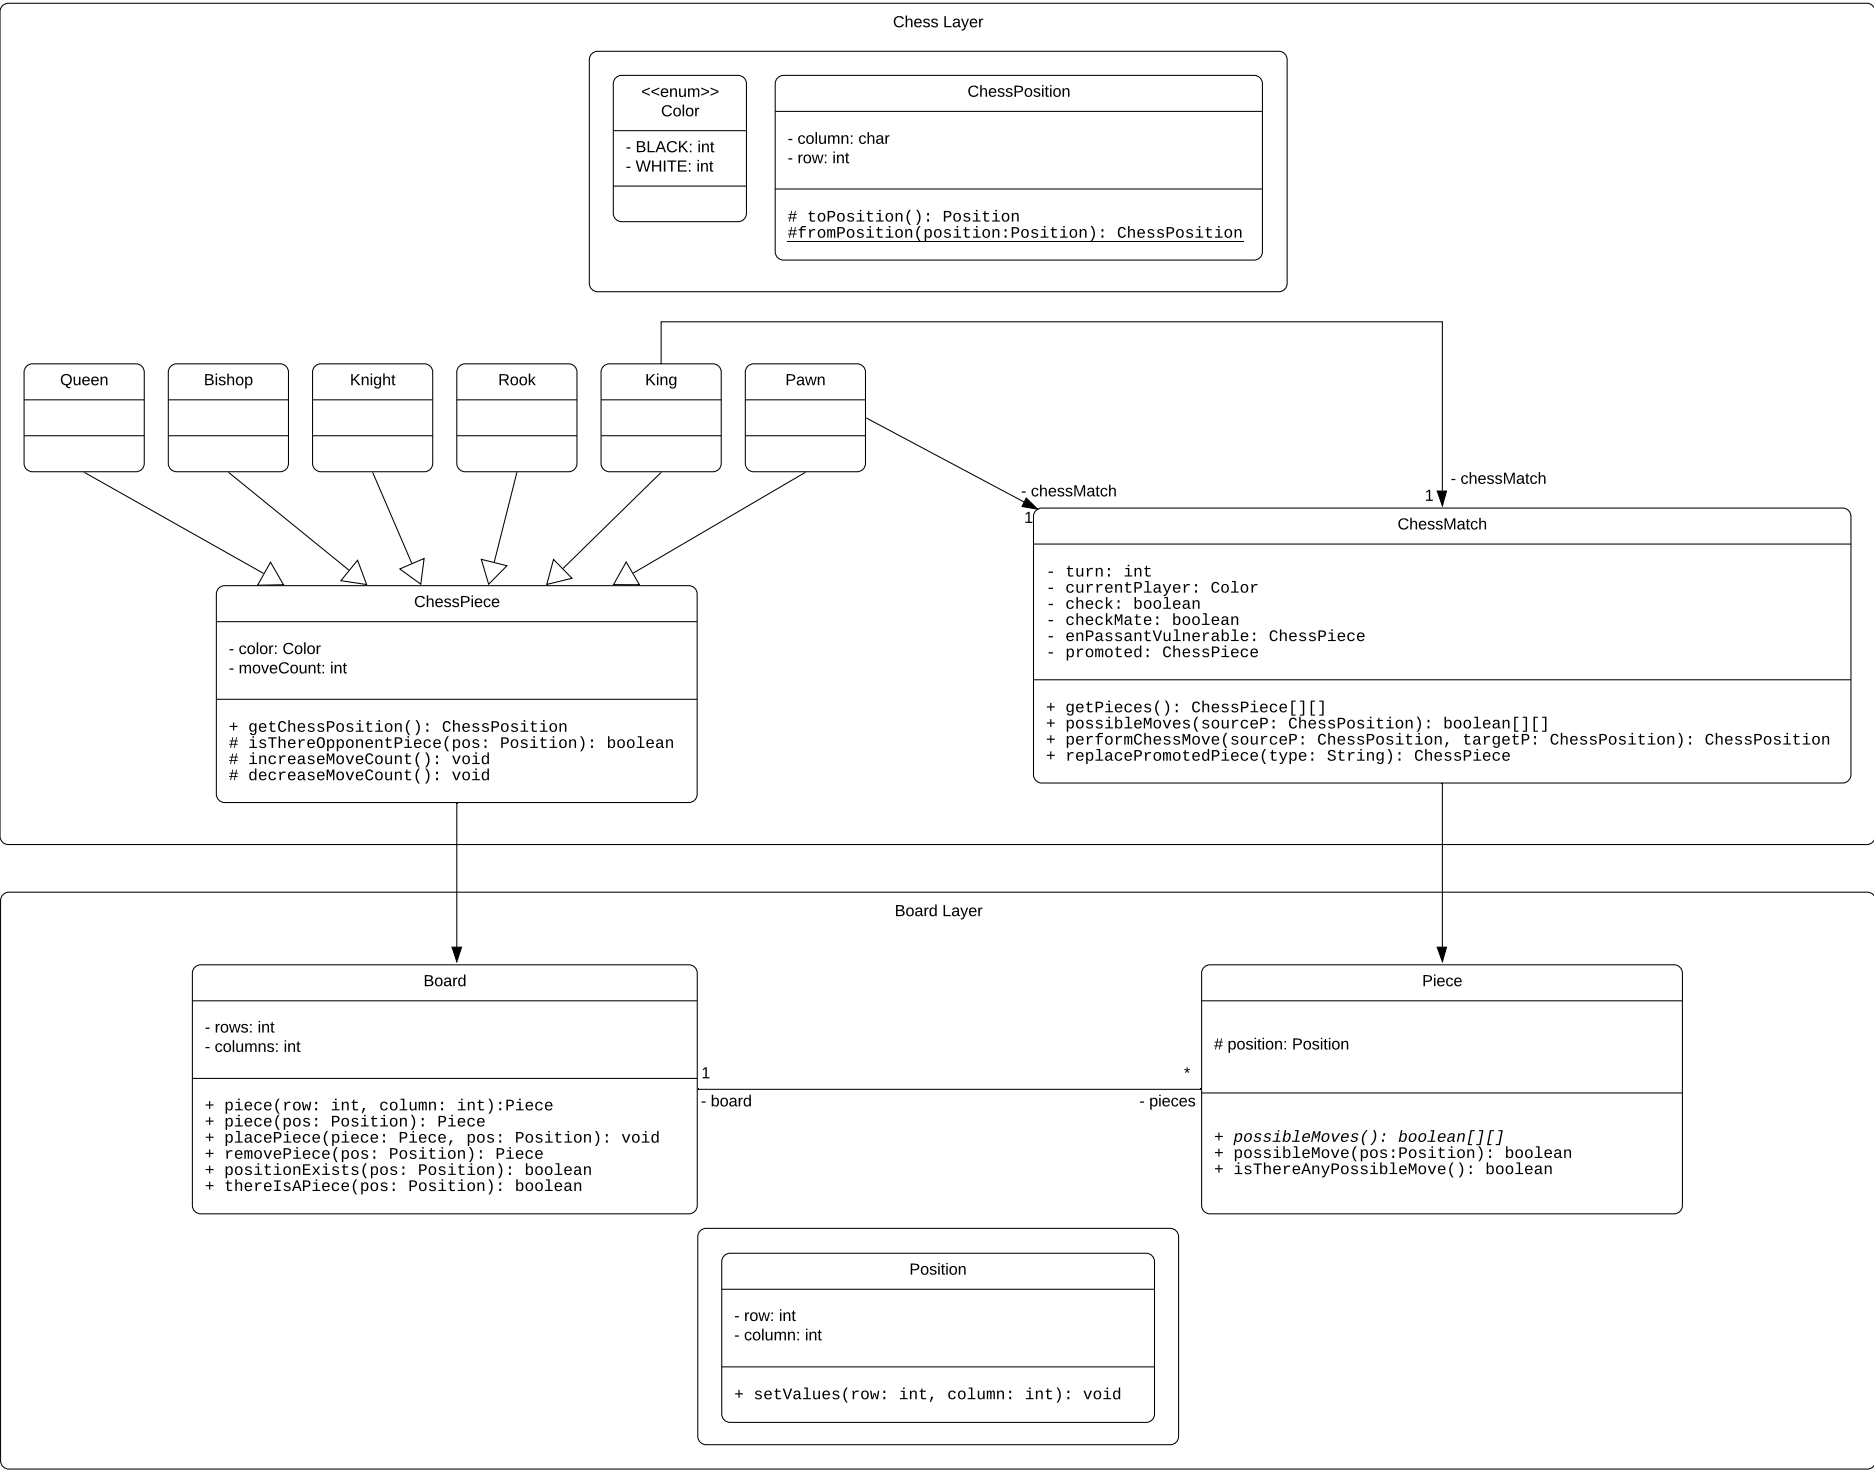 Chess Layer
<<enum>>
Color
- BLACK: int
- WHITE: int
ChessPosition
- column: char
- row: int
# toPosition(): Position
#fromPosition(position:Position): ChessPosition
Queen
Bishop
Knight
Rook
King
Pawn
- chessMatch
1
- chessMatch
1
ChessPiece
- color: Color
- moveCount: int
+ getChessPosition(): ChessPosition
# isThereOpponentPiece(pos: Position): boolean
# increaseMoveCount(): void
# decreaseMoveCount(): void
ChessMatch
- turn: int
- currentPlayer: Color
- check: boolean
- checkMate: boolean
- enPassantVulnerable: ChessPiece
- promoted: ChessPiece
+ getPieces(): ChessPiece[][]
+ possibleMoves(sourceP: ChessPosition): boolean[][]
+ performChessMove(sourceP: ChessPosition, targetP: ChessPosition): ChessPosition
+ replacePromotedPiece(type: String): ChessPiece
Board Layer
Board
- rows: int
- columns: int
+ piece(row: int, column: int):Piece
+ piece(pos: Position): Piece
+ placePiece(piece: Piece, pos: Position): void
+ removePiece(pos: Position): Piece
+ positionExists(pos: Position): boolean
+ thereIsAPiece(pos: Position): boolean
1
- board
*
- pieces
Piece
# position: Position
+ possibleMoves(): boolean[][]
+ possibleMove(pos:Position): boolean
+ isThereAnyPossibleMove(): boolean
Position
- row: int
- column: int
+ setValues(row: int, column: int): void